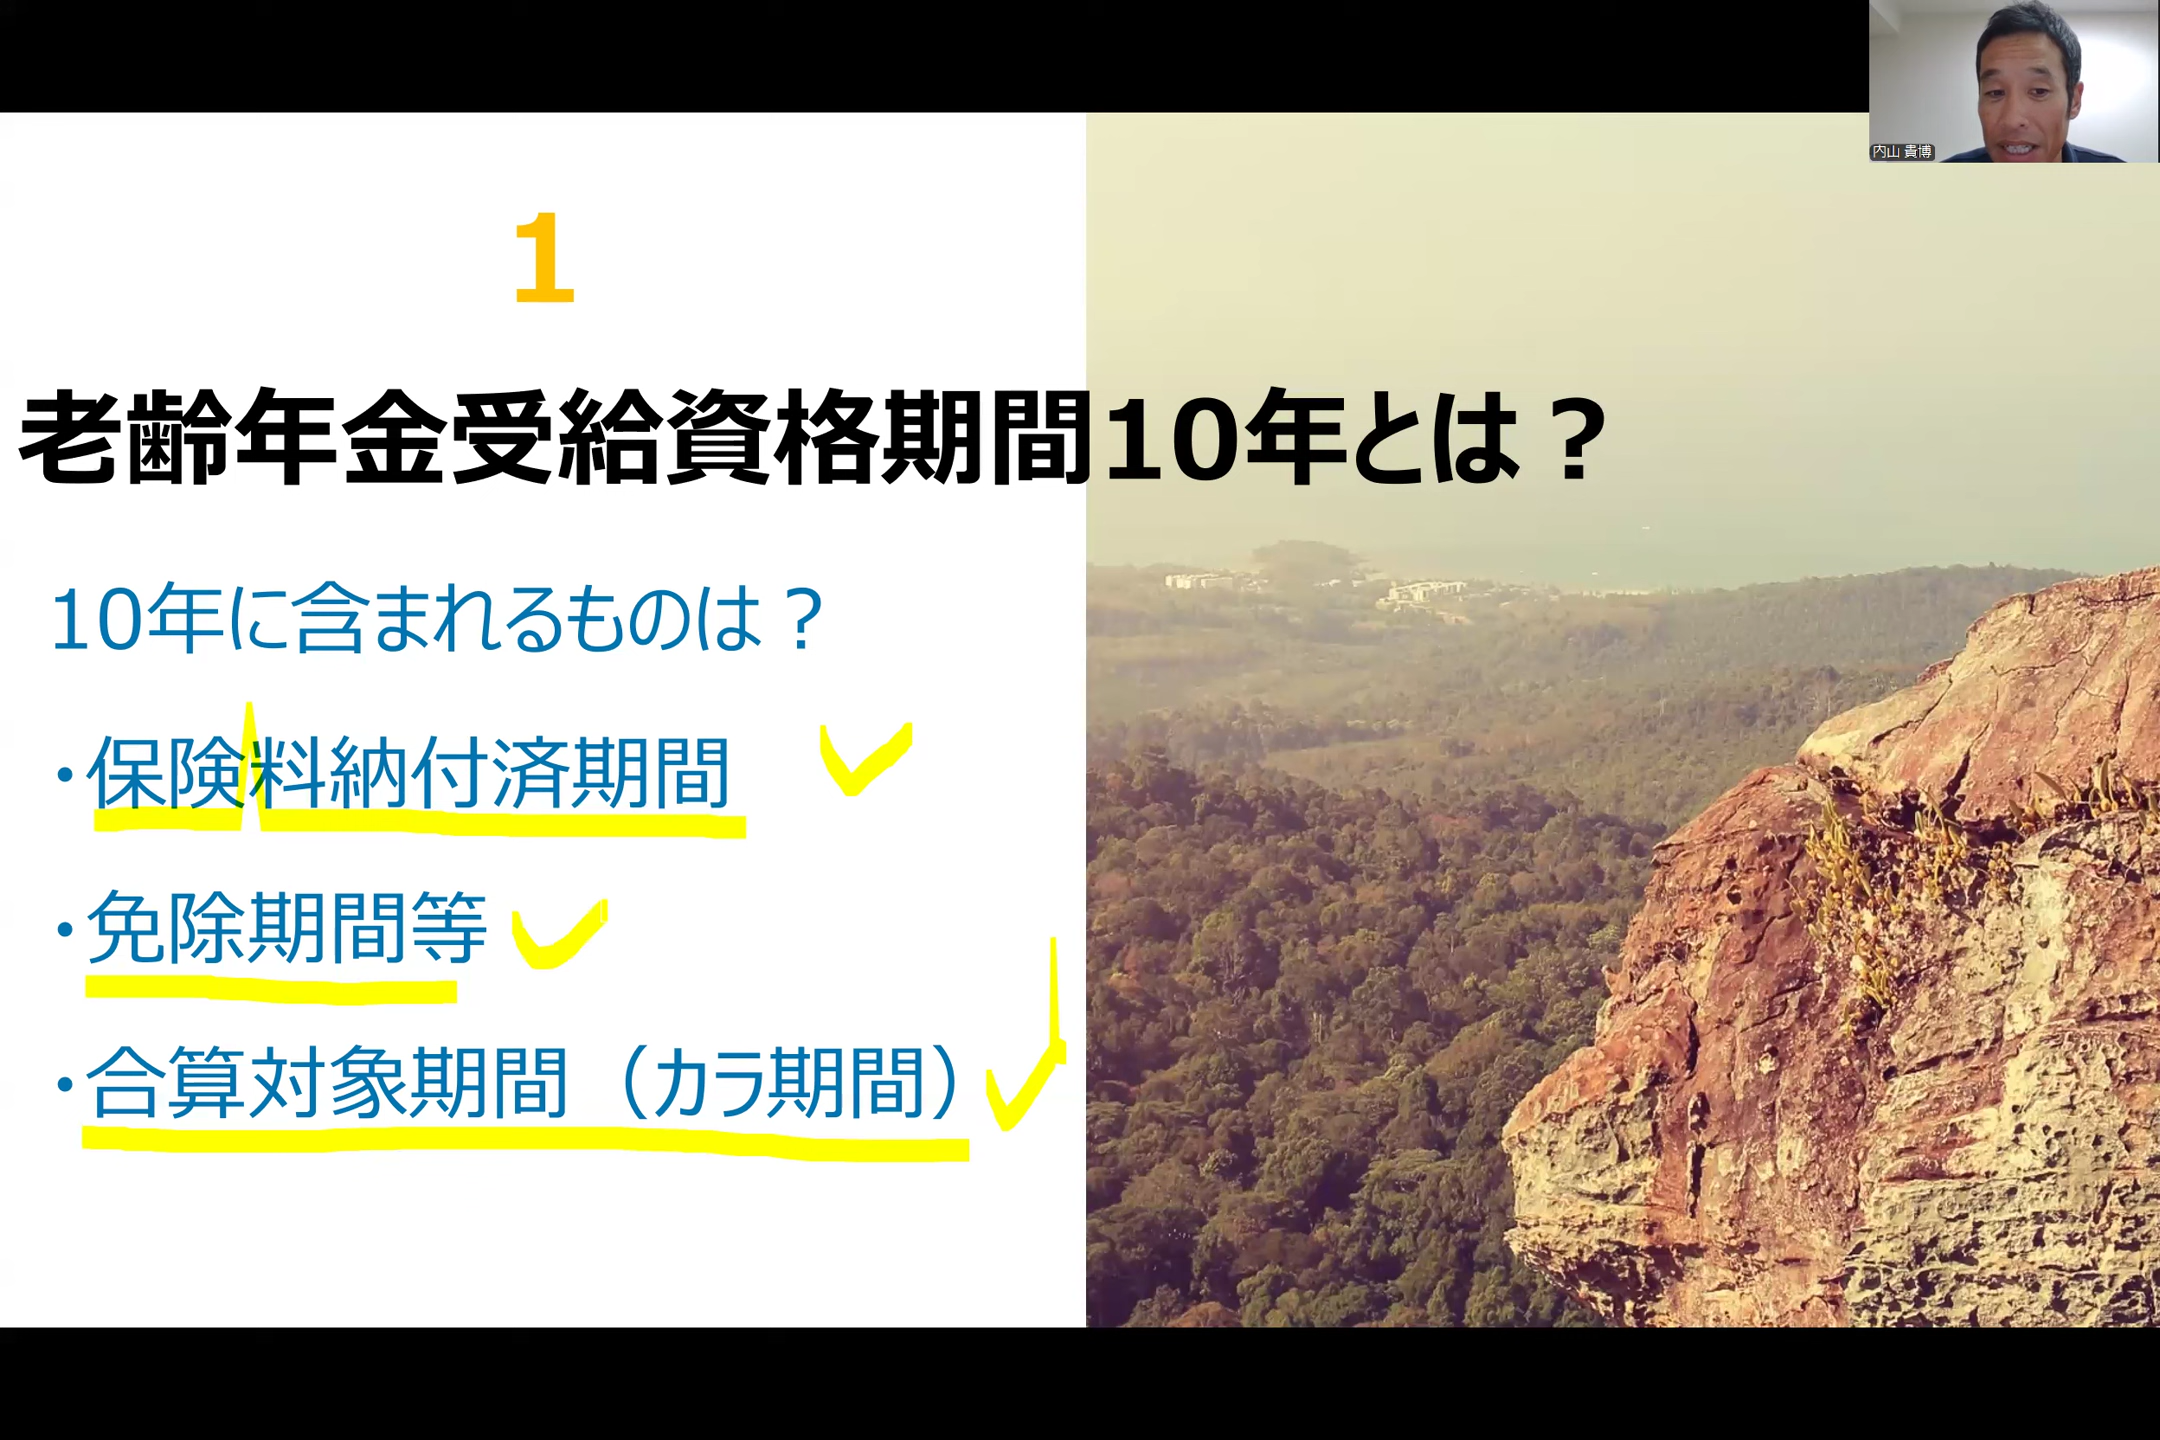 内山 貴博
1
老齢年金受給資格期間10年とは？
10年に含まれるものは？
・保険料納付済期間
・免除期間等
・合算対象期間（カラ期間）